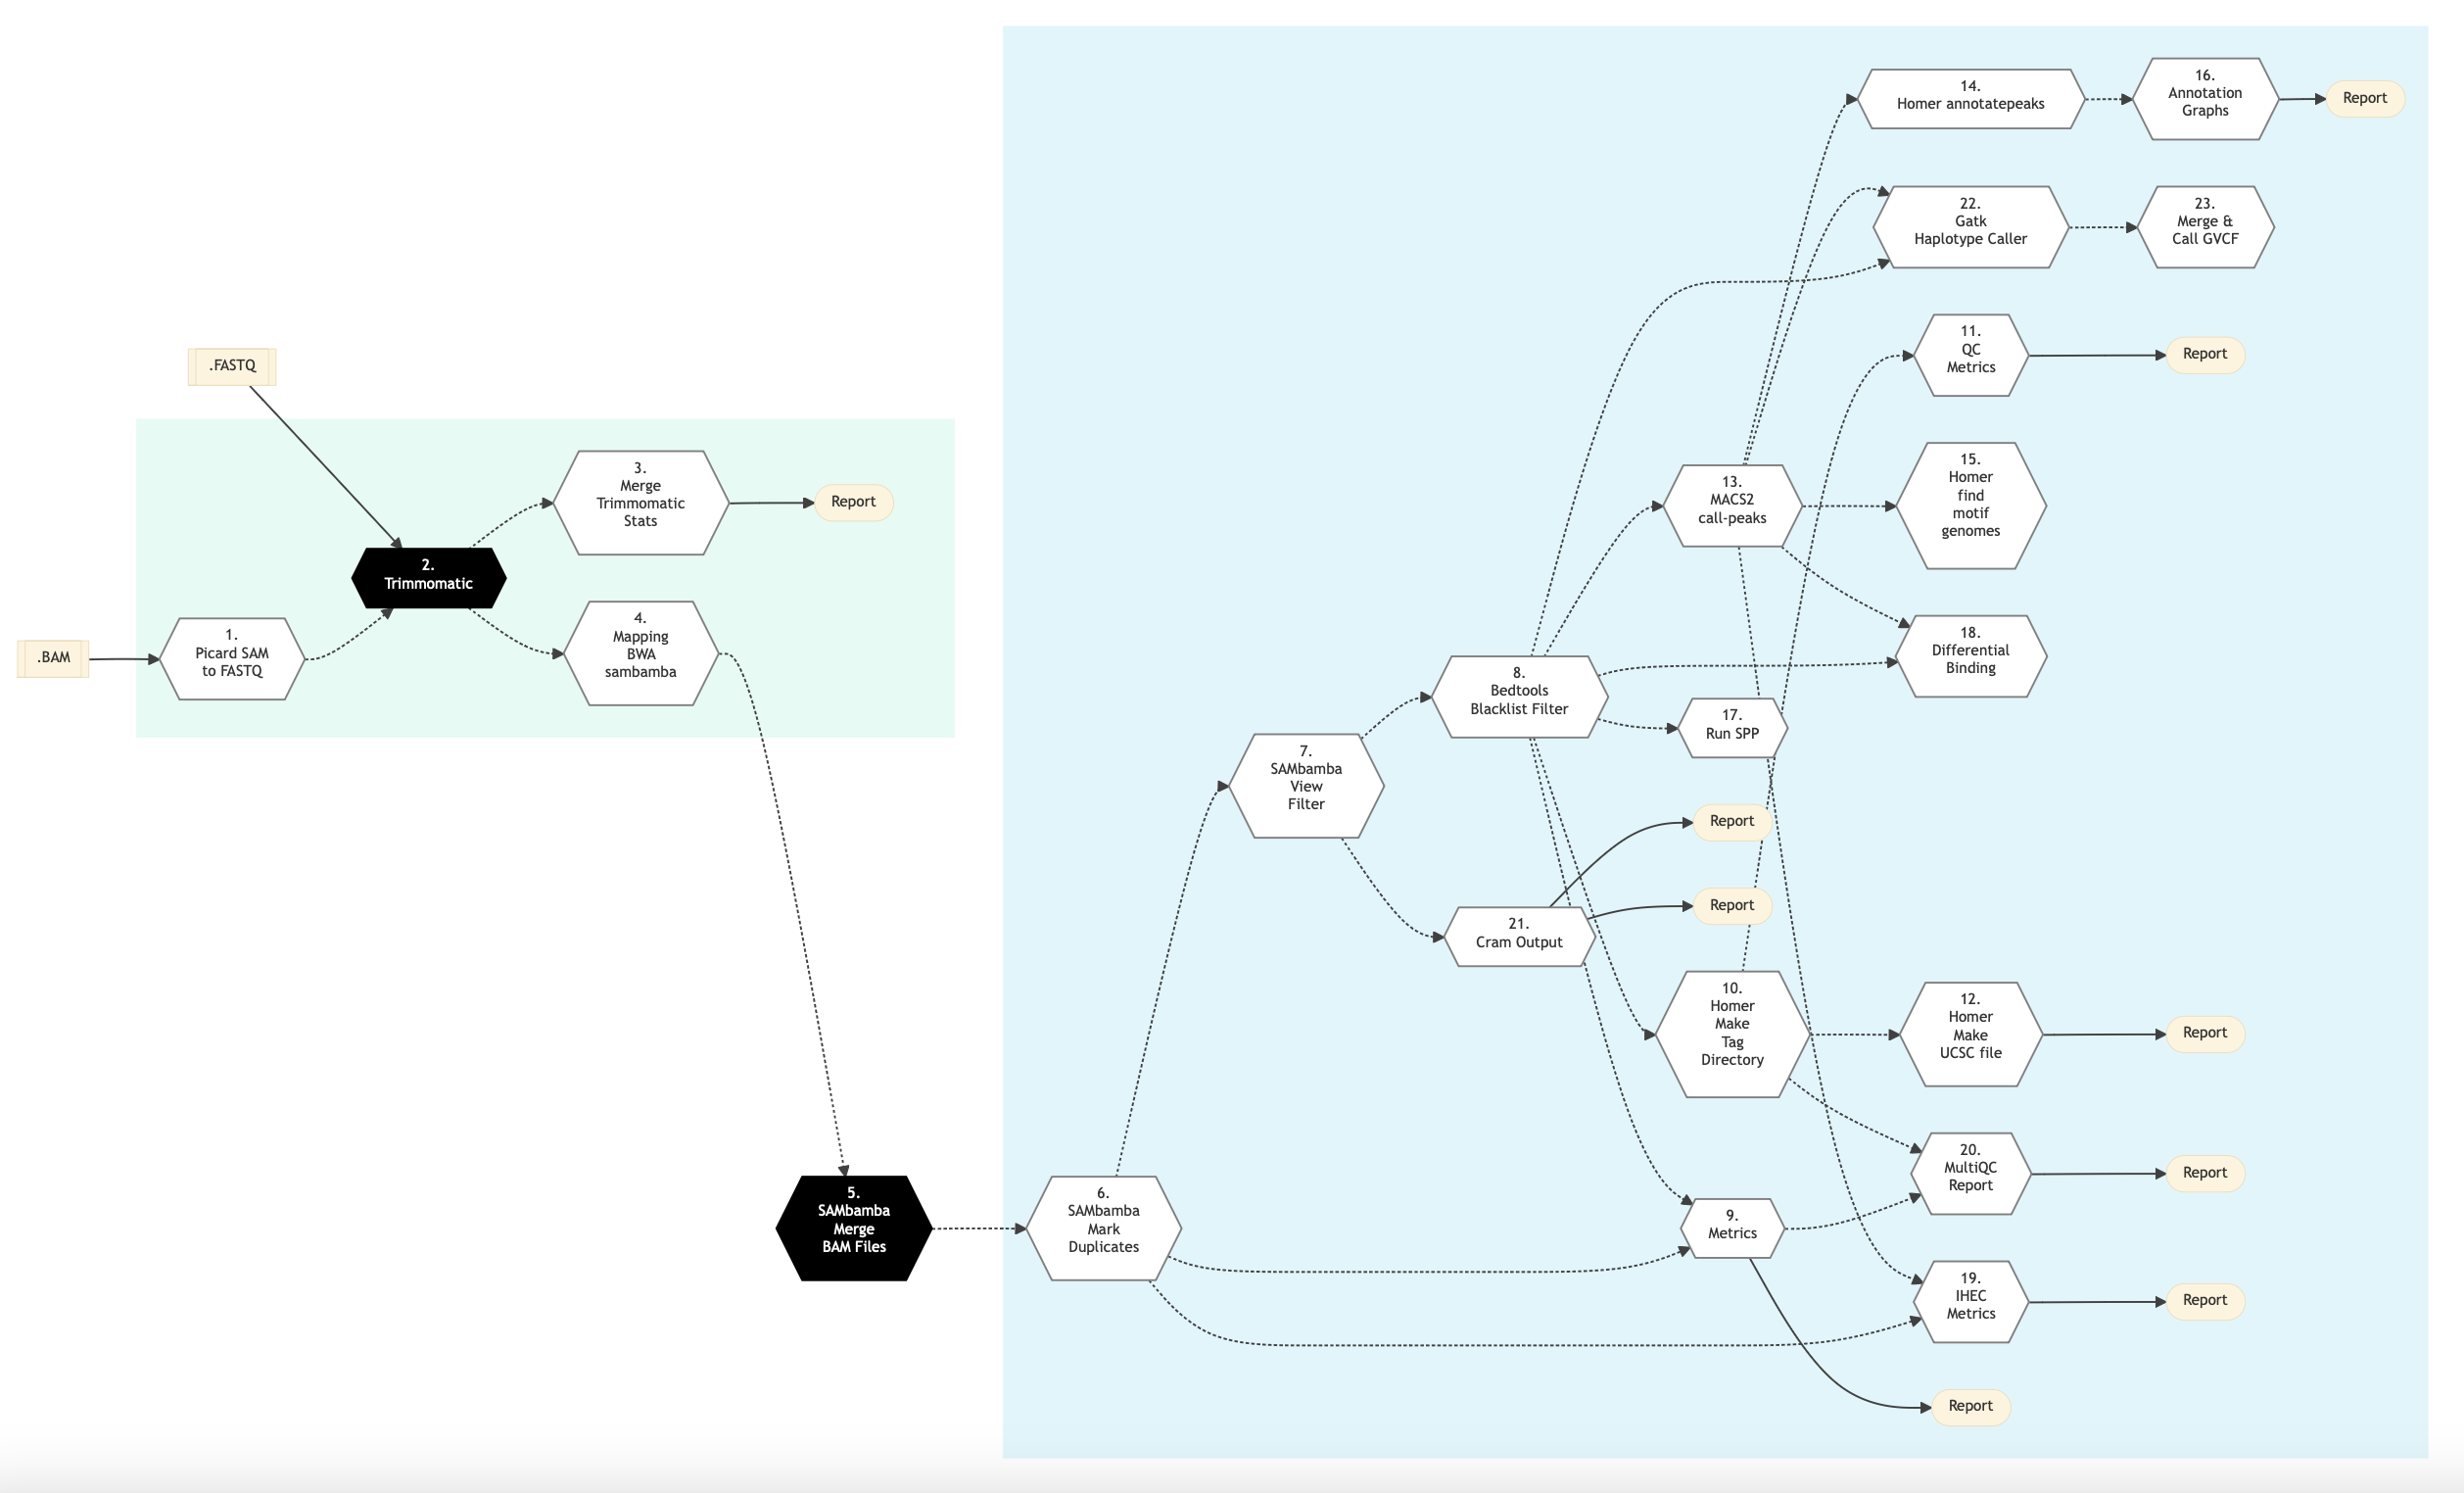 .FASTQ
.BAM
1.
Picard SAM
to FASTQ
2.
Trimmomatic
3.
Merge
Trimmomatic
Stats
Report
4.
Mapping
BWA
sambamba
5.
SAMbamba
Merge
BAM Files
6.
SAMbamba
Mark
Duplicates
7.
SAMbamba
View
Filter
8.
Bedtools
Blacklist Filter
21.
Cram Output
Report
Report
13.
MACS2
call-peaks
17.
Run SPP
10.
Homer
Make
Tag
Directory
9.
Metrics
Report
14.
Homer annotatepeaks
16.
Annotation
Graphs
Report
22.
Gatk
Haplotype Caller
23.
Merge &
Call GVCF
11.
QC
Metrics
Report
15.
Homer
find
motif
genomes
18.
Differential
Binding
12.
Homer
Make
UCSC file
Report
20.
MultiQC
Report
Report
19.
IHEC
Metrics
Report